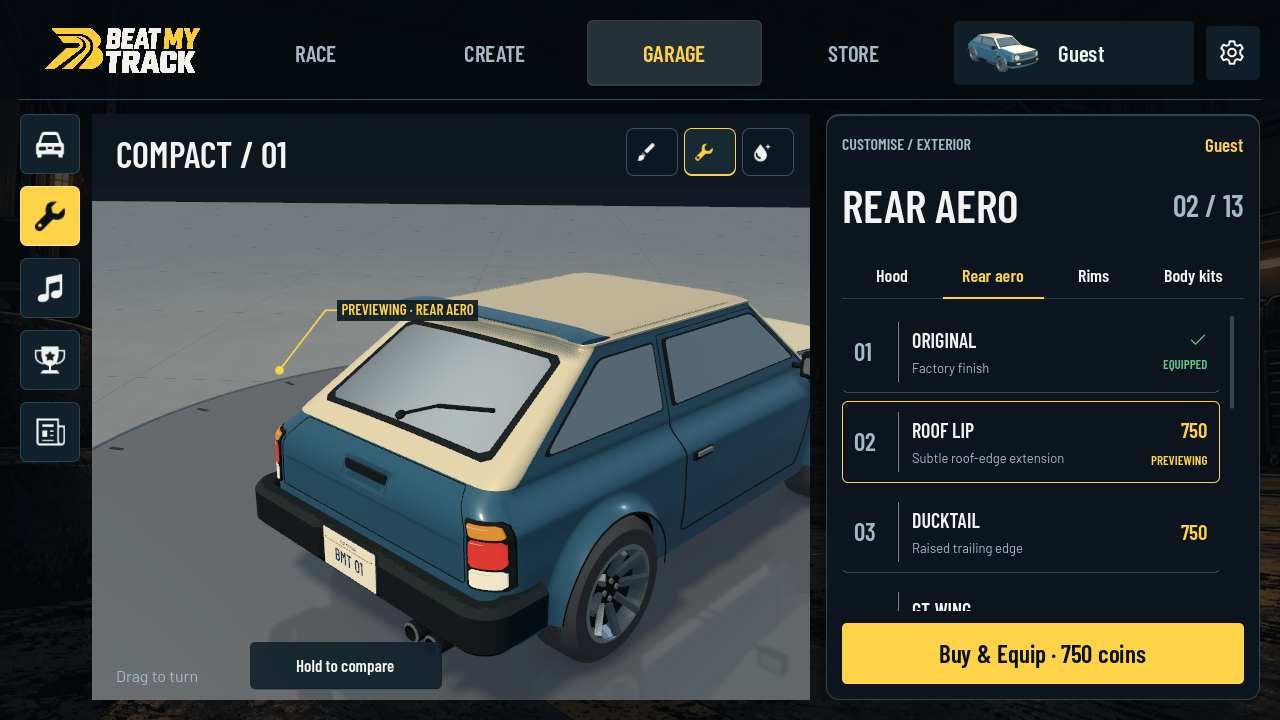 BEAT MY
TRACK
RACE
CREATE
GARAGE
STORE
Guest
COMPACT / 01
PREVIEWING · REAR AERO
BMT 01
Drag to turn
Hold to compare
CUSTOMISE / EXTERIOR
Guest
REAR AERO
02 / 13
Hood
Rear aero
Rims
Body kits
01
ORIGINAL
Factory finish
EQUIPPED
02
ROOF LIP
Subtle roof-edge extension
750
PREVIEWING
03
DUCKTAIL
Raised trailing edge
750
GT WING
Buy & Equip · 750 coins